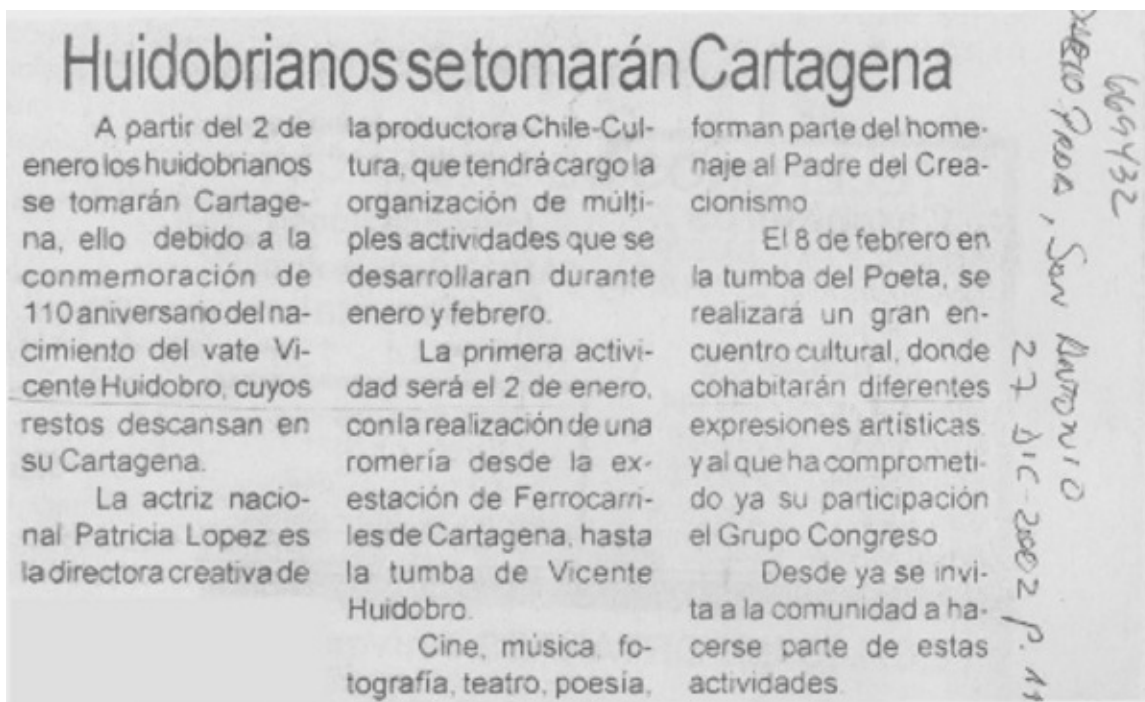 Huidobrianos se tomarán Cartagena
A partir del 2 de
enero los huidobrianos
se tomarán Cartage-
na, ello debido a la
conmemoración de
110 aniversario del na-
cimiento del vate Vi-
cente Huidobro, cuyos
restos descansan en
su Cartagena.
La actriz nacio-
nal Patricia Lopez es
la directora creativa de
la productora Chile-Cul-
tura, que tendrá cargo la
organización de múlti-
ples actividades que se
desarrollaran durante
enero y febrero.
La primera activi-
dad será el 2 de enero,
con la realización de una
romería desde la ex-
estación de Ferrocarri-
les de Cartagena, hasta
la tumba de Vicente
Huidobro.
Cine, música, fo-
tografía, teatro, poesía,
forman parte del home-
naje al Padre del Crea-
cionismo
El 8 de febrero en
la tumba del Poeta, se
realizará un gran en-
cuentro cultural, donde
cohabitarán diferentes
expresiones artísticas
y al que ha comprometi-
do ya su participación
el Grupo Congreso
Desde ya se invi-
ta a la comunidad a ha-
cerse parte de estas
actividades.
669432
San Antonio
27 DIC-2002 P. 11